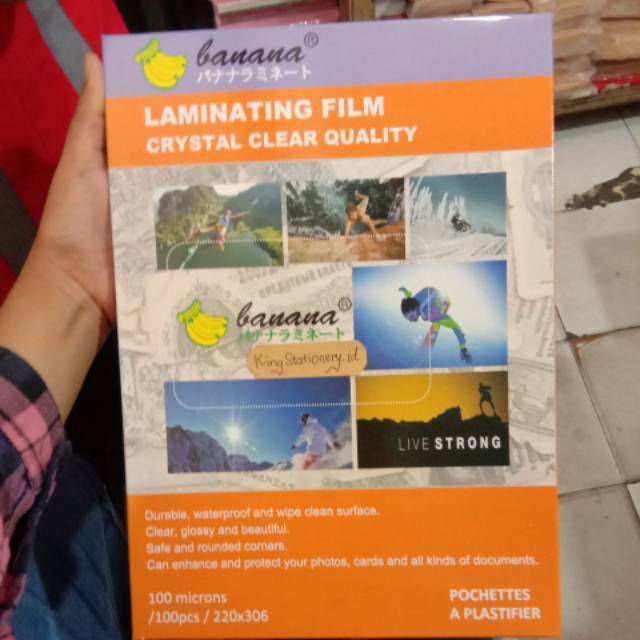 banana®
バナナラミネート
LAMINATING FILM
CRYSTAL CLEAR QUALITY
banana®
バナナラミネート
KingStationery.id
LIVESTRONG
Durable, waterproof and wipe clean surface.
Clear, glossy and beautiful.
Safe and rounded corners.
Can enhance and protect your photos, cards and all kinds of documents.
100 microns
/100pcs / 220x306
POCHETTES
A PLASTIFIER